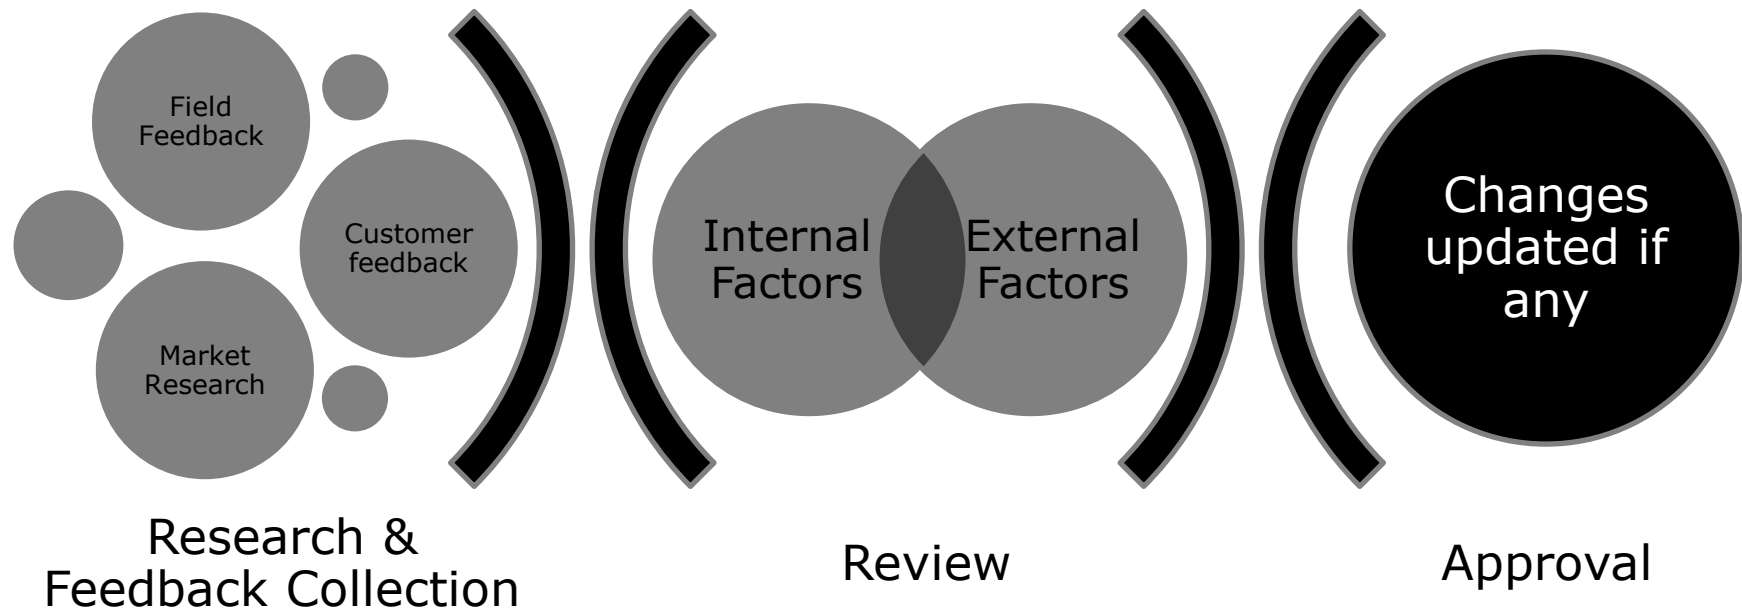 Field
Feedback
Customer
feedback
Market
Research
Internal
Factors
External
Factors
Changes
updated if
any
Research &
Feedback Collection
Review
Approval